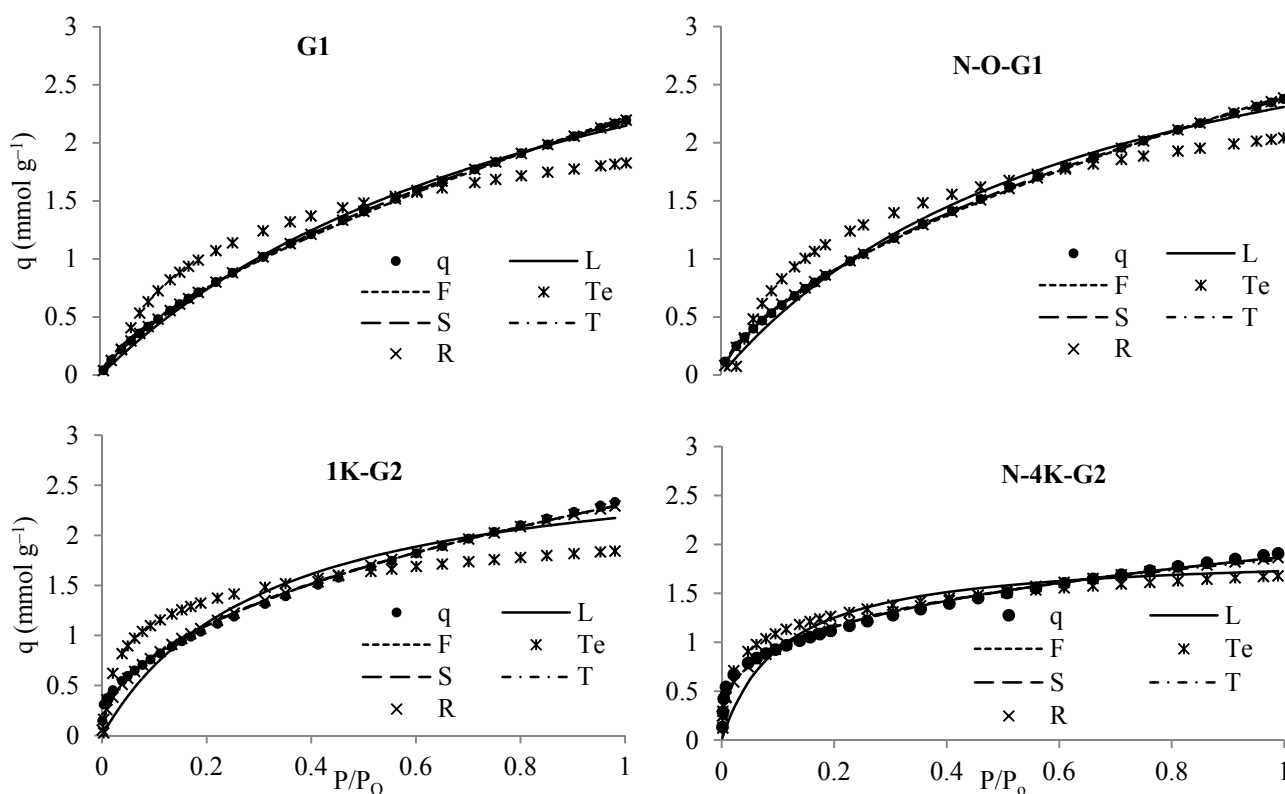 G1
q (mmol g⁻¹)
3
2.5
2
1.5
1
0.5
0
q
L
F
Te
S
T
R
N-O-G1
3
2.5
2
1.5
1
0.5
0
q
L
F
Te
S
T
R
1K-G2
q (mmol g⁻¹)
3
2.5
2
1.5
1
0.5
0
0 0.2 0.4 0.6 0.8 1
P/P_O
q
L
F
Te
S
T
R
N-4K-G2
3
2.5
2
1.5
1
0.5
0
0 0.2 0.4 0.6 0.8 1
P/P_o
q
L
F
Te
S
T
R